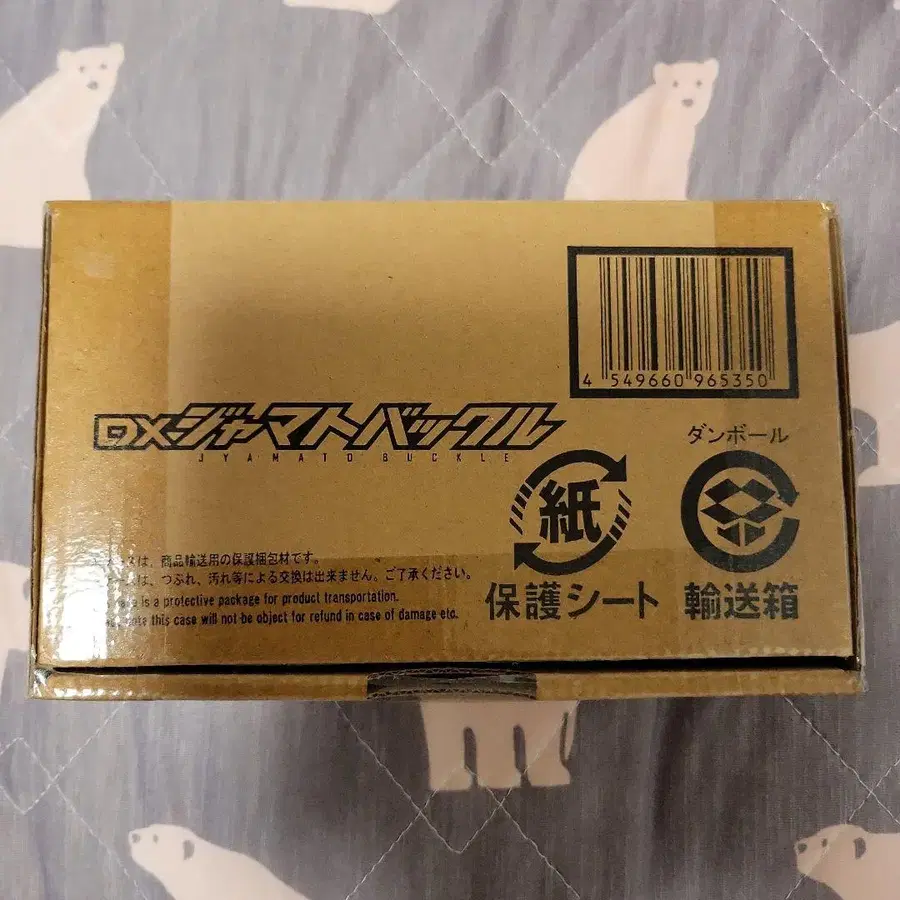 4 549660 965350
DXジャマトバックル
JYAMATO BUCKLE
ダンボール
紙
保護シート
輸送箱
は、商品輸送用の保護梱包材です。
は、つぶれ、汚れ等による交換は出来ません。ご了承ください。
is a protective package for product transportation.
this case will not be object for refund in case of damage etc.